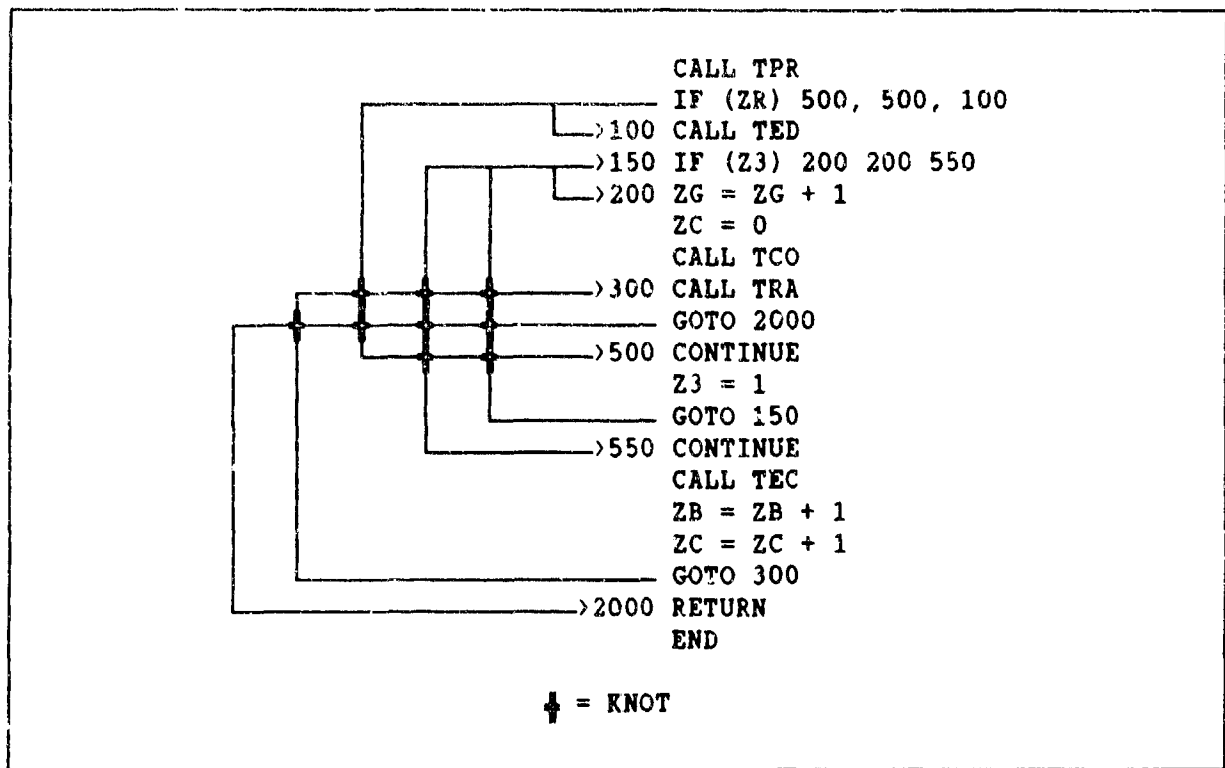 CALL TPR
IF (ZR) 500, 500, 100
>100 CALL TED
>150 IF (Z3) 200 200 550
>200 ZG = ZG + 1
ZC = 0
CALL TCO
>300 CALL TRA
GOTO 2000
>500 CONTINUE
Z3 = 1
GOTO 150
>550 CONTINUE
CALL TEC
ZB = ZB + 1
ZC = ZC + 1
GOTO 300
>2000 RETURN
END
= KNOT